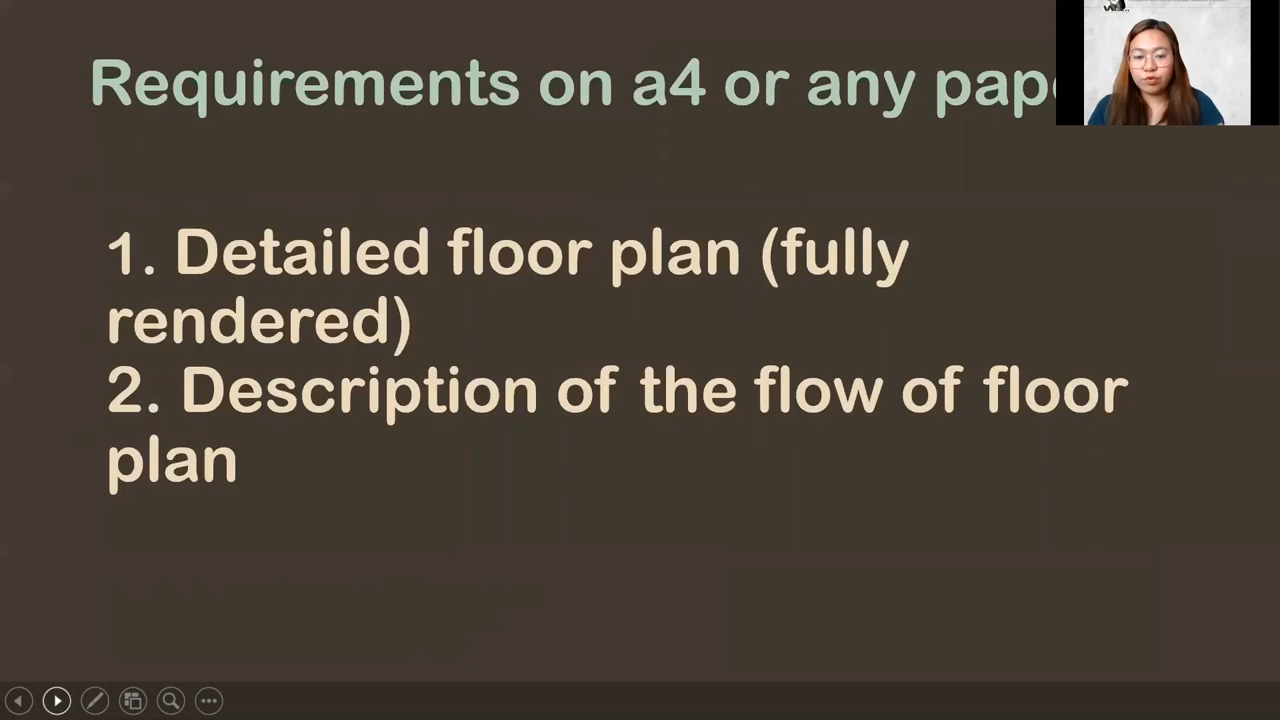 Requirements on a4 or any
1. Detailed floor plan (fully
rendered)
2. Description of the flow of floor
plan